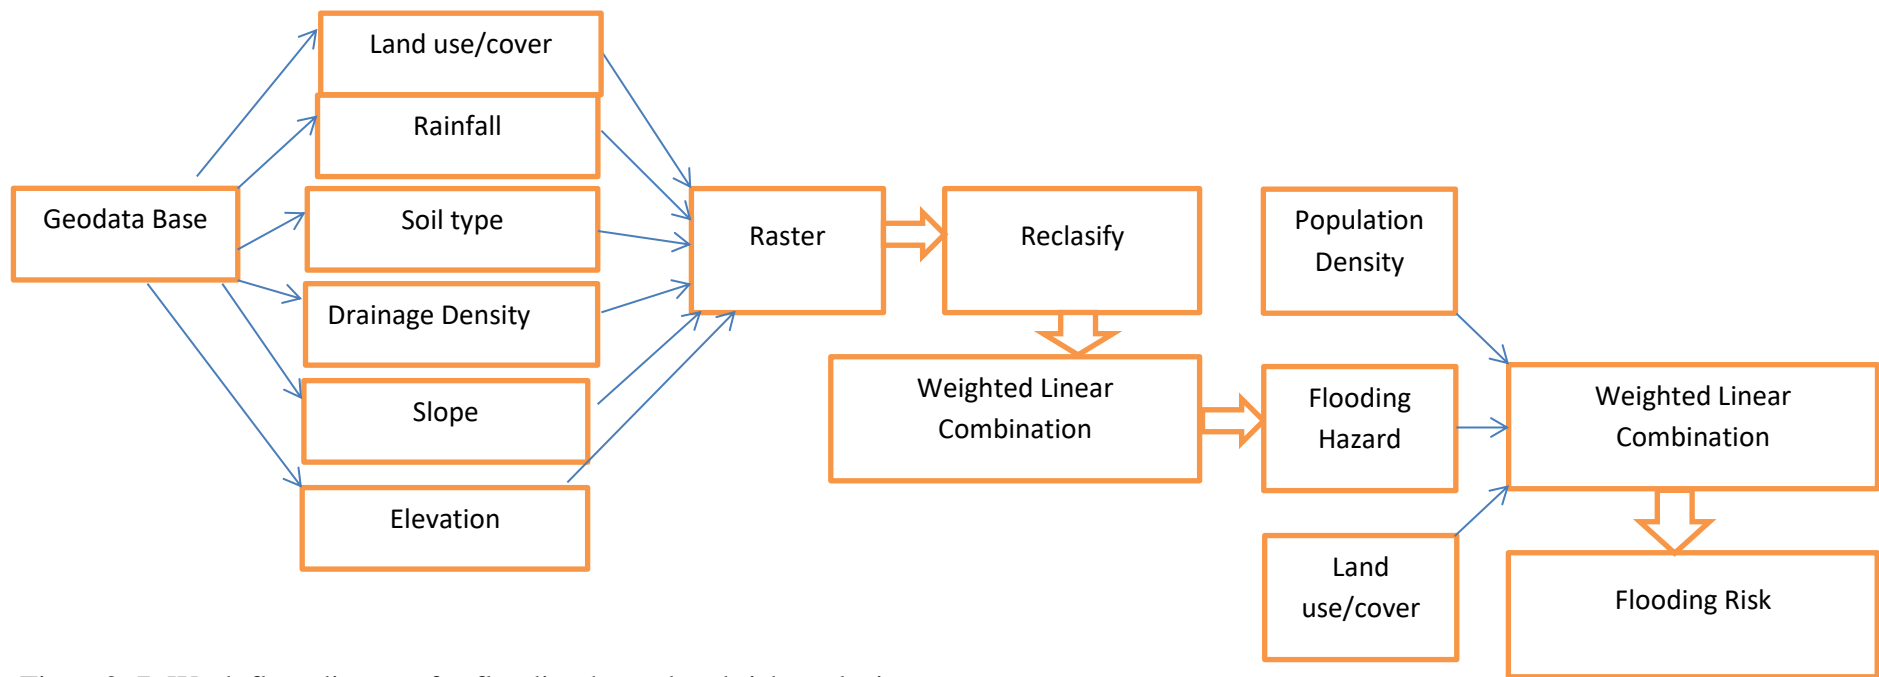 Land use/cover
Rainfall
Geodata Base
Soil type
Drainage Density
Slope
Elevation
Raster
Reclasify
Weighted Linear
Combination
Population
Density
Flooding
Hazard
Land
use/cover
Weighted Linear
Combination
Flooding Risk